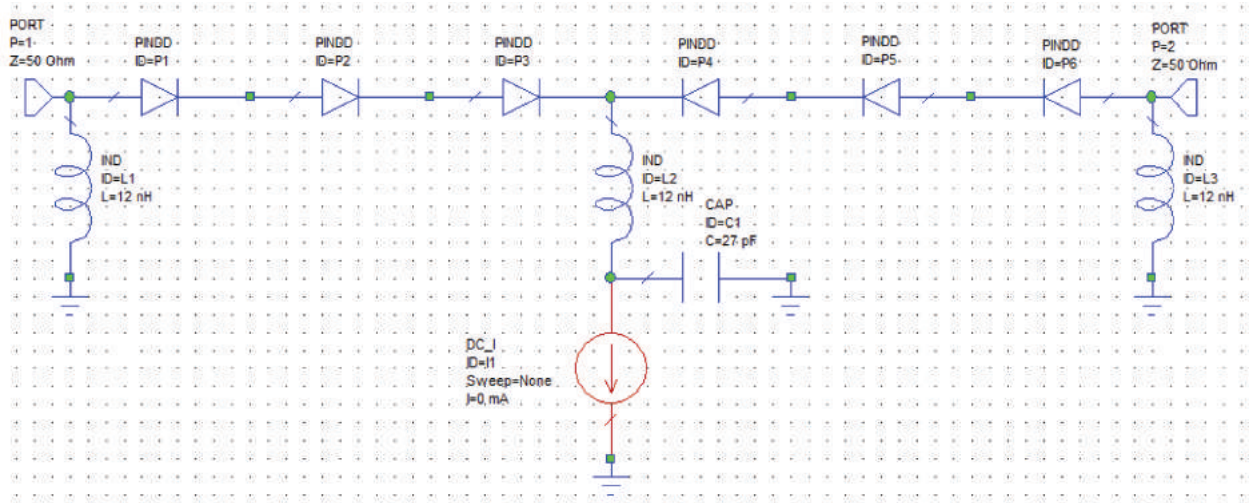 PORT
P=1
Z=50 Ohm
PINDD
ID=P1
PINDD
ID=P2
PINDD
ID=P3
PINDD
ID=P4
PINDD
ID=P5
PINDD
ID=P6
PORT
P=2
Z=50 Ohm
IND
ID=L1
L=12 nH
IND
ID=L2
L=12 nH
CAP
ID=C1
C=27 pF
IND
ID=L3
L=12 nH
DC_I
ID=I1
Sweep=None
I=0 mA